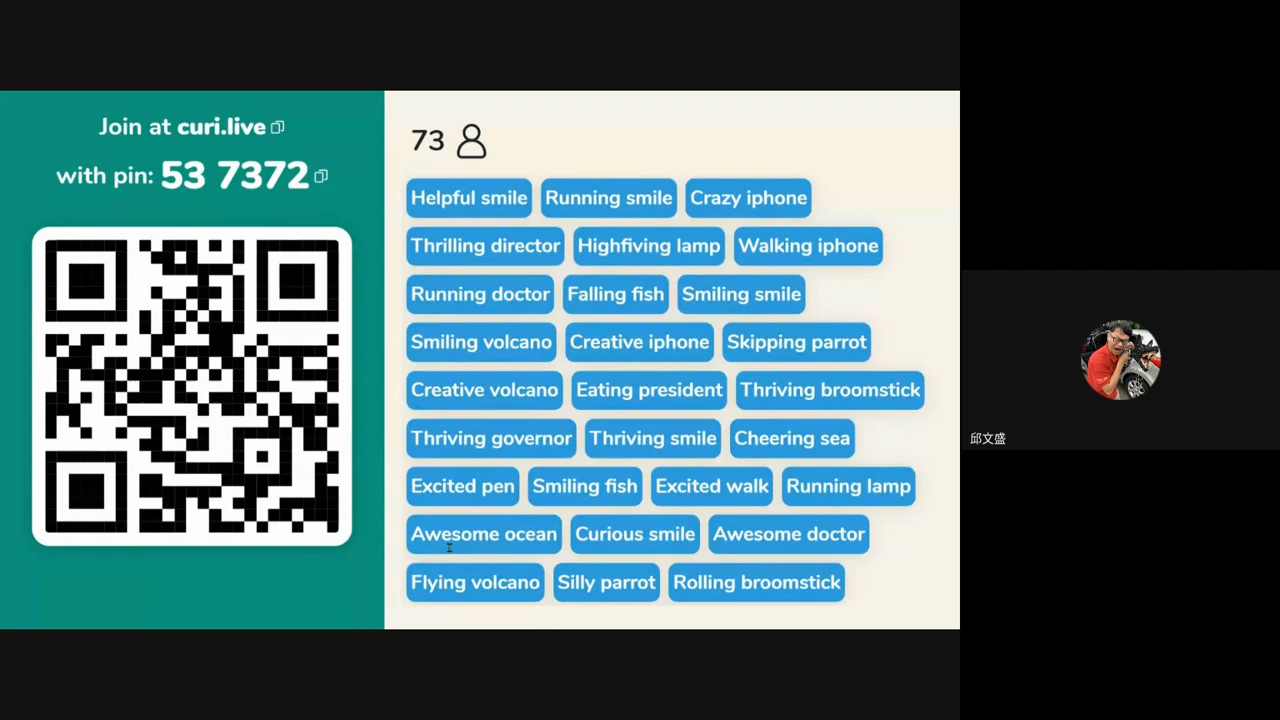 Join at curi.live
with pin: 53 7372
73
Helpful smile Running smile Crazy iphone
Thrilling director Highfiving lamp Walking iphone
Running doctor Falling fish Smiling smile
Smiling volcano Creative iphone Skipping parrot
Creative volcano Eating president Thriving broomstick
Thriving governor Thriving smile Cheering sea
Excited pen Smiling fish Excited walk Running lamp
Awesome ocean Curious smile Awesome doctor
Flying volcano Silly parrot Rolling broomstick
邱文盛